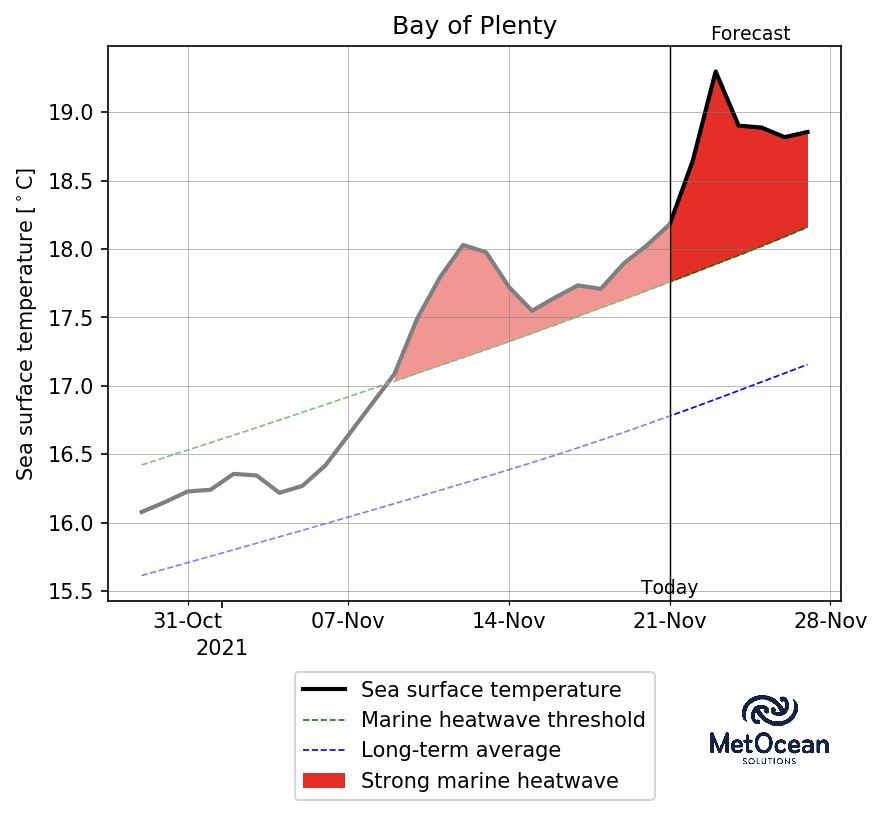 Bay of Plenty
Forecast
Sea surface temperature [°C]
19.0
18.5
18.0
17.5
17.0
16.5
16.0
15.5
Today
31-Oct 07-Nov 14-Nov 21-Nov 28-Nov
2021
Sea surface temperature
Marine heatwave threshold
Long-term average
Strong marine heatwave
MetOcean
SOLUTIONS